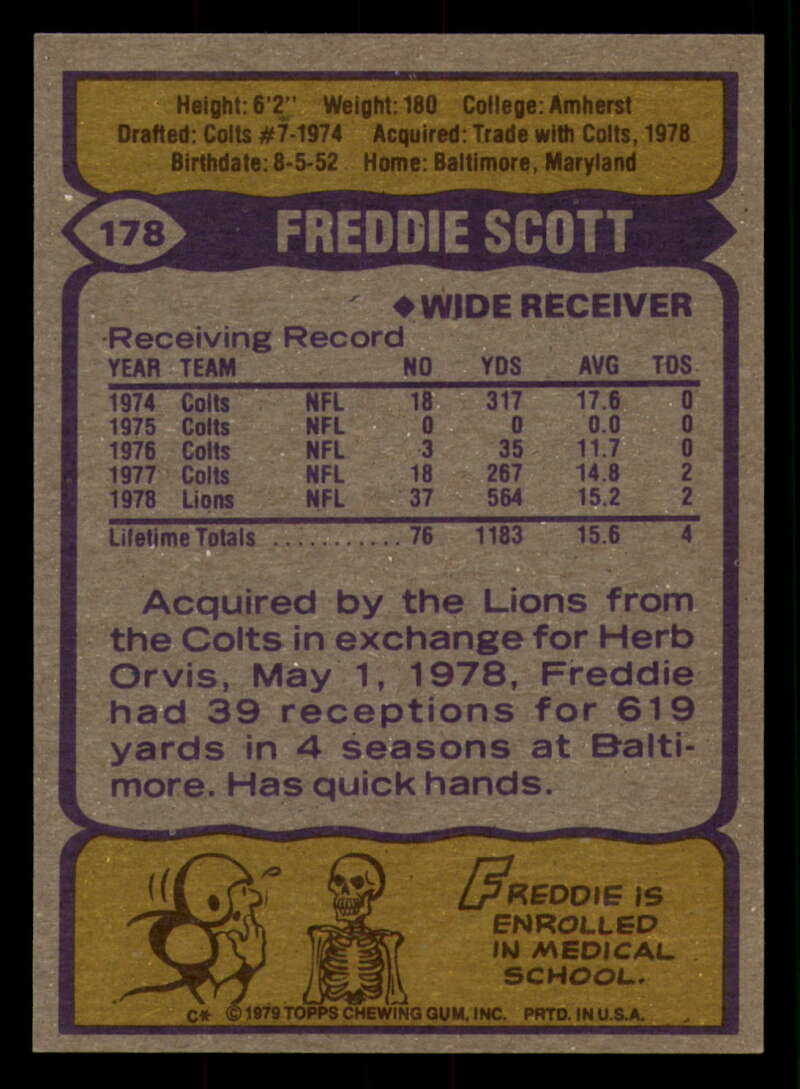 Height: 6'2" Weight: 180 College: Amherst
Drafted: Colts #7-1974 Acquired: Trade with Colts, 1978
Birthdate: 8-5-52 Home: Baltimore, Maryland
178 FREDDIE SCOTT
◆ WIDE RECEIVER
Receiving Record
YEAR TEAM NO YDS AVG TDS
1974 Colts NFL 18 317 17.6 0
1975 Colts NFL 0 0 0.0 0
1976 Colts NFL 3 35 11.7 0
1977 Colts NFL 18 267 14.8 2
1978 Lions NFL 37 564 15.2 2
Lifetime Totals ........... 76 1183 15.6 4
Acquired by the Lions from
the Colts in exchange for Herb
Orvis, May 1, 1978, Freddie
had 39 receptions for 619
yards in 4 seasons at Balti-
more. Has quick hands.
FREDDIE IS
ENROLLED
IN MEDICAL
SCHOOL.
C* © 1979 TOPPS CHEWING GUM, INC. PRTD. IN U.S.A.